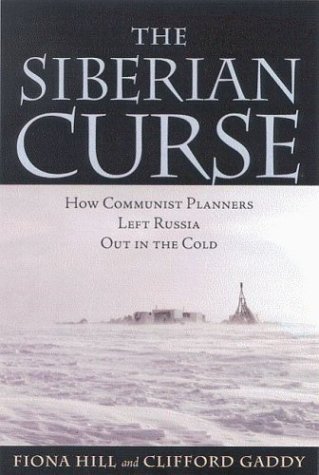 THE
SIBERIAN
CURSE
HOW COMMUNIST PLANNERS
LEFT RUSSIA
OUT IN THE COLD
FIONA HILL and CLIFFORD GADDY